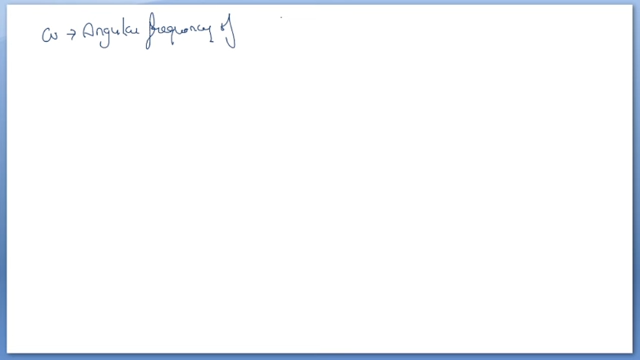 ω → Angular frequency of